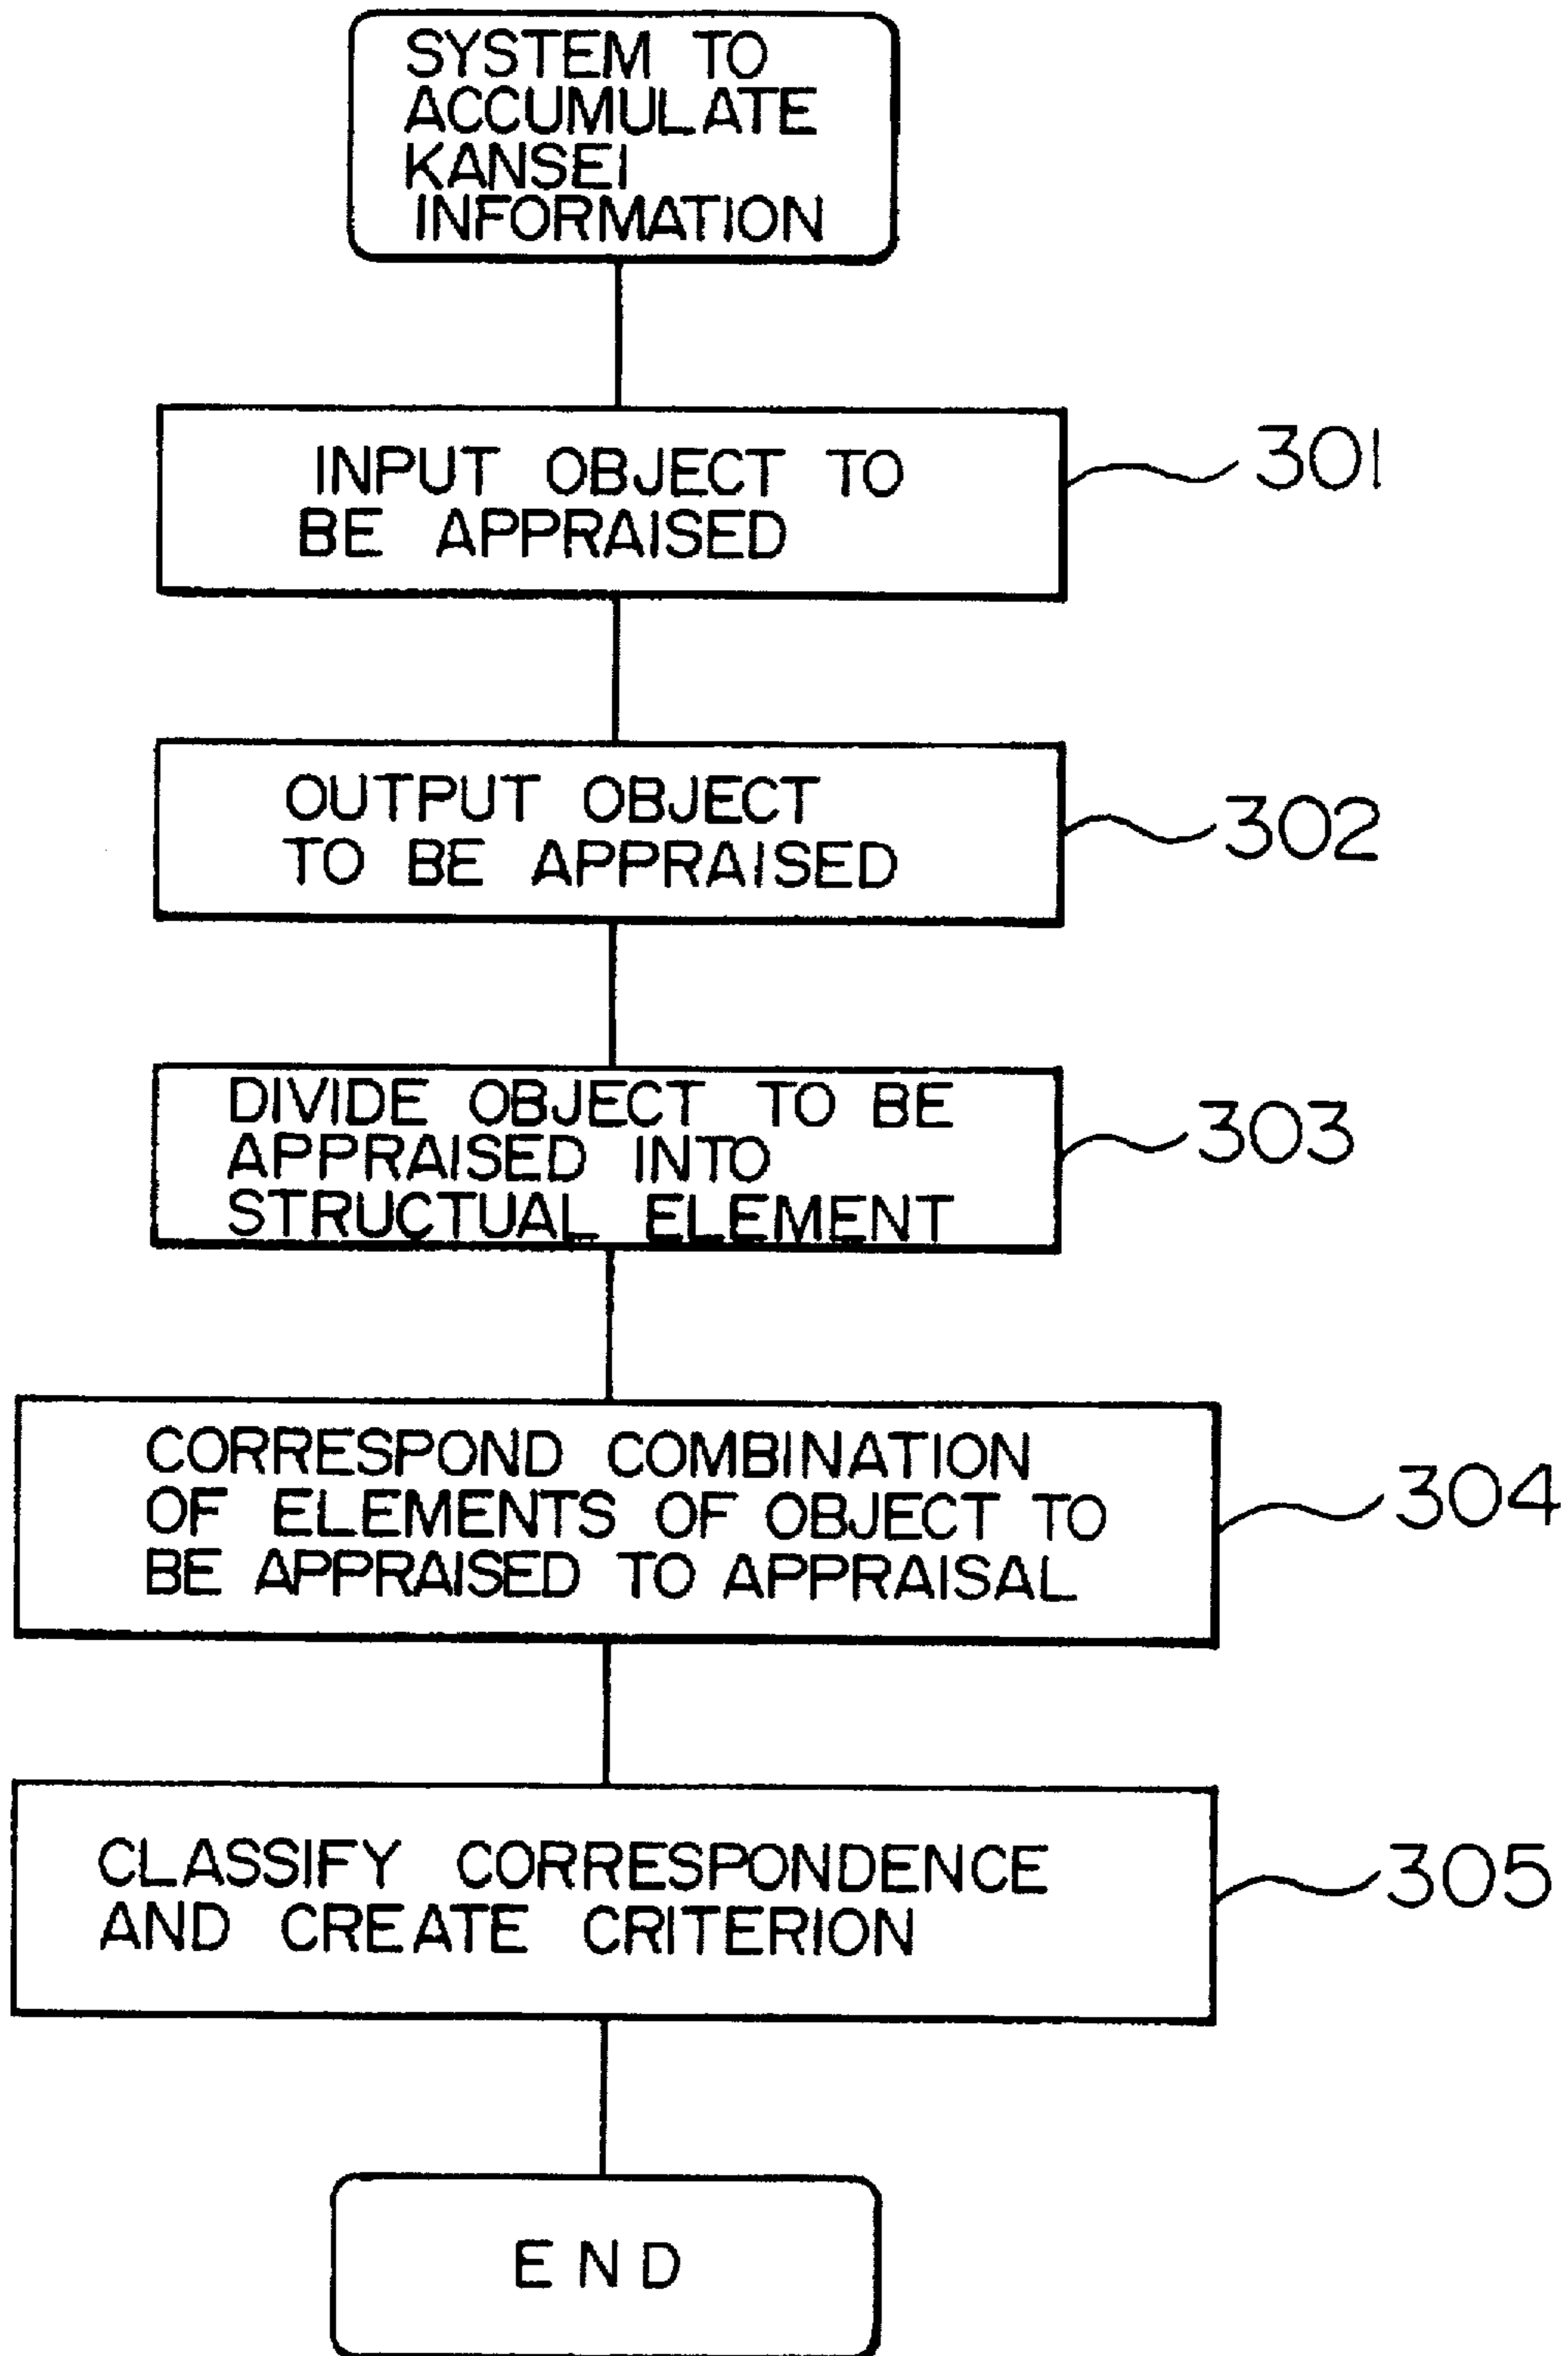 SYSTEM TO
ACCUMULATE
KANSEI
INFORMATION
INPUT OBJECT TO
BE APPRAISED
301
OUTPUT OBJECT
TO BE APPRAISED
302
DIVIDE OBJECT TO BE
APPRAISED INTO
STRUCTUAL ELEMENT
303
CORRESPOND COMBINATION
OF ELEMENTS OF OBJECT TO
BE APPRAISED TO APPRAISAL
304
CLASSIFY CORRESPONDENCE
AND CREATE CRITERION
305
END